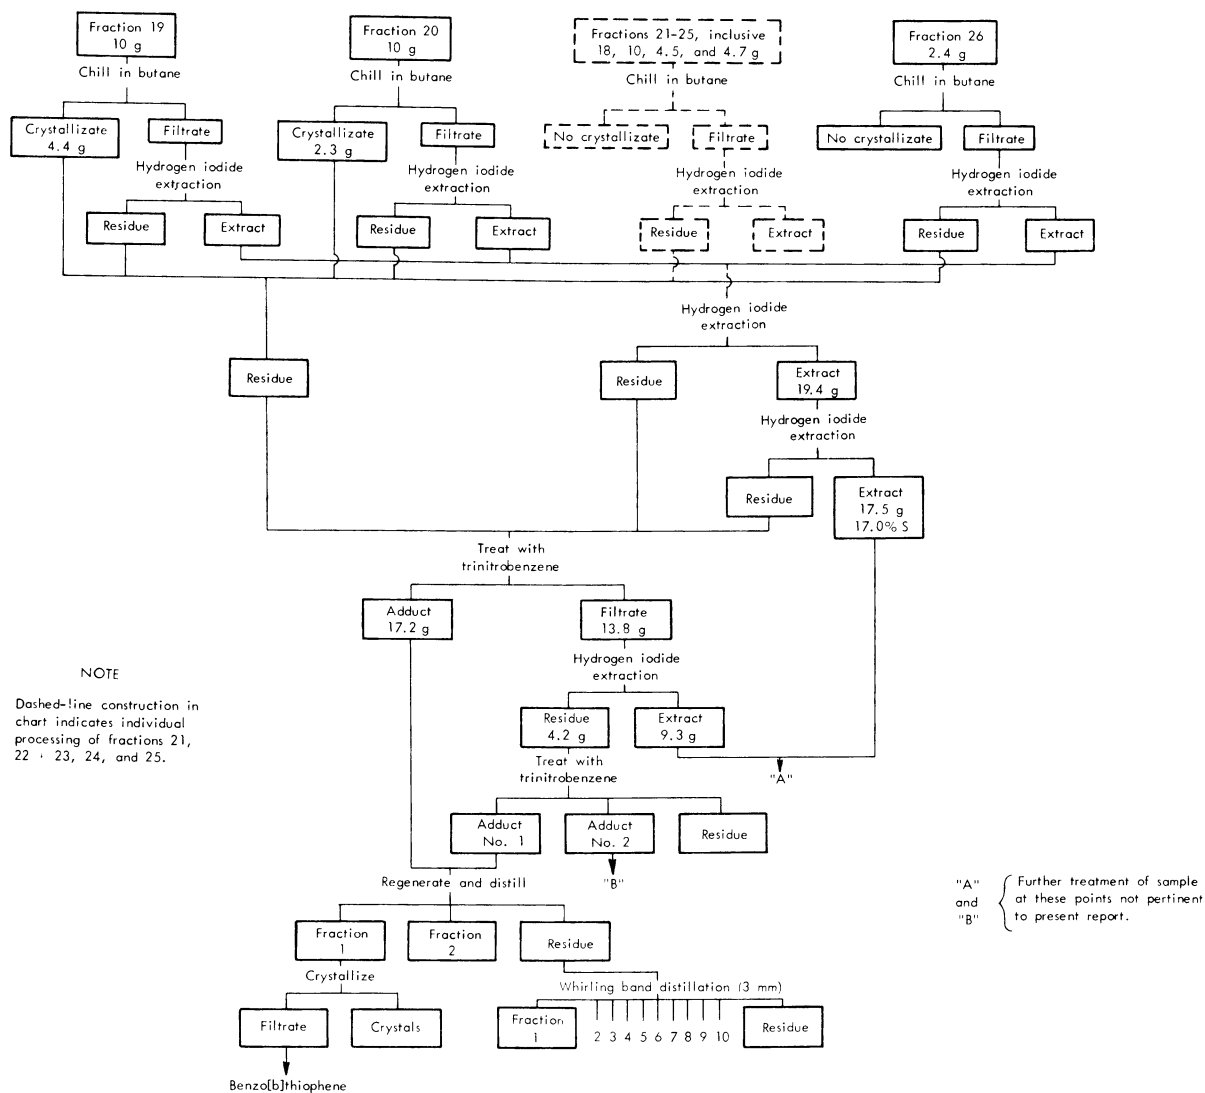 Fraction 19
10 g
Fraction 20
10 g
Fractions 21-25, inclusive
18, 10, 4.5, and 4.7 g
Fraction 26
2.4 g
Chill in butane
Chill in butane
Chill in butane
Chill in butane
Crystallizate
4.4 g
Filtrate
Crystallizate
2.3 g
Filtrate
No crystallizate
Filtrate
No crystallizate
Filtrate
Hydrogen iodide
extraction
Hydrogen iodide
extraction
Hydrogen iodide
extraction
Hydrogen iodide
extraction
Residue
Extract
Residue
Extract
Residue
Extract
Residue
Extract
Hydrogen iodide
extraction
Residue
Residue
Extract
19.4 g
Hydrogen iodide
extraction
Residue
Extract
17.5 g
17.0% S
Treat with
trinitrobenzene
Adduct
17.2 g
Filtrate
13.8 g
Hydrogen iodide
extraction
NOTE
Dashed-line construction in
chart indicates individual
processing of fractions 21,
22 + 23, 24, and 25.
Residue
4.2 g
Extract
9.3 g
Treat with
trinitrobenzene
"A"
Adduct
No. 1
Adduct
No. 2
Residue
Regenerate and distill
"B"
"A"
and
"B"
Further treatment of sample
at these points not pertinent
to present report.
Fraction
1
Fraction
2
Residue
Crystallize
Whirling band distillation (3 mm)
Filtrate
Crystals
Fraction
1
2 3 4 5 6 7 8 9 10
Residue
Benzo[b]thiophene